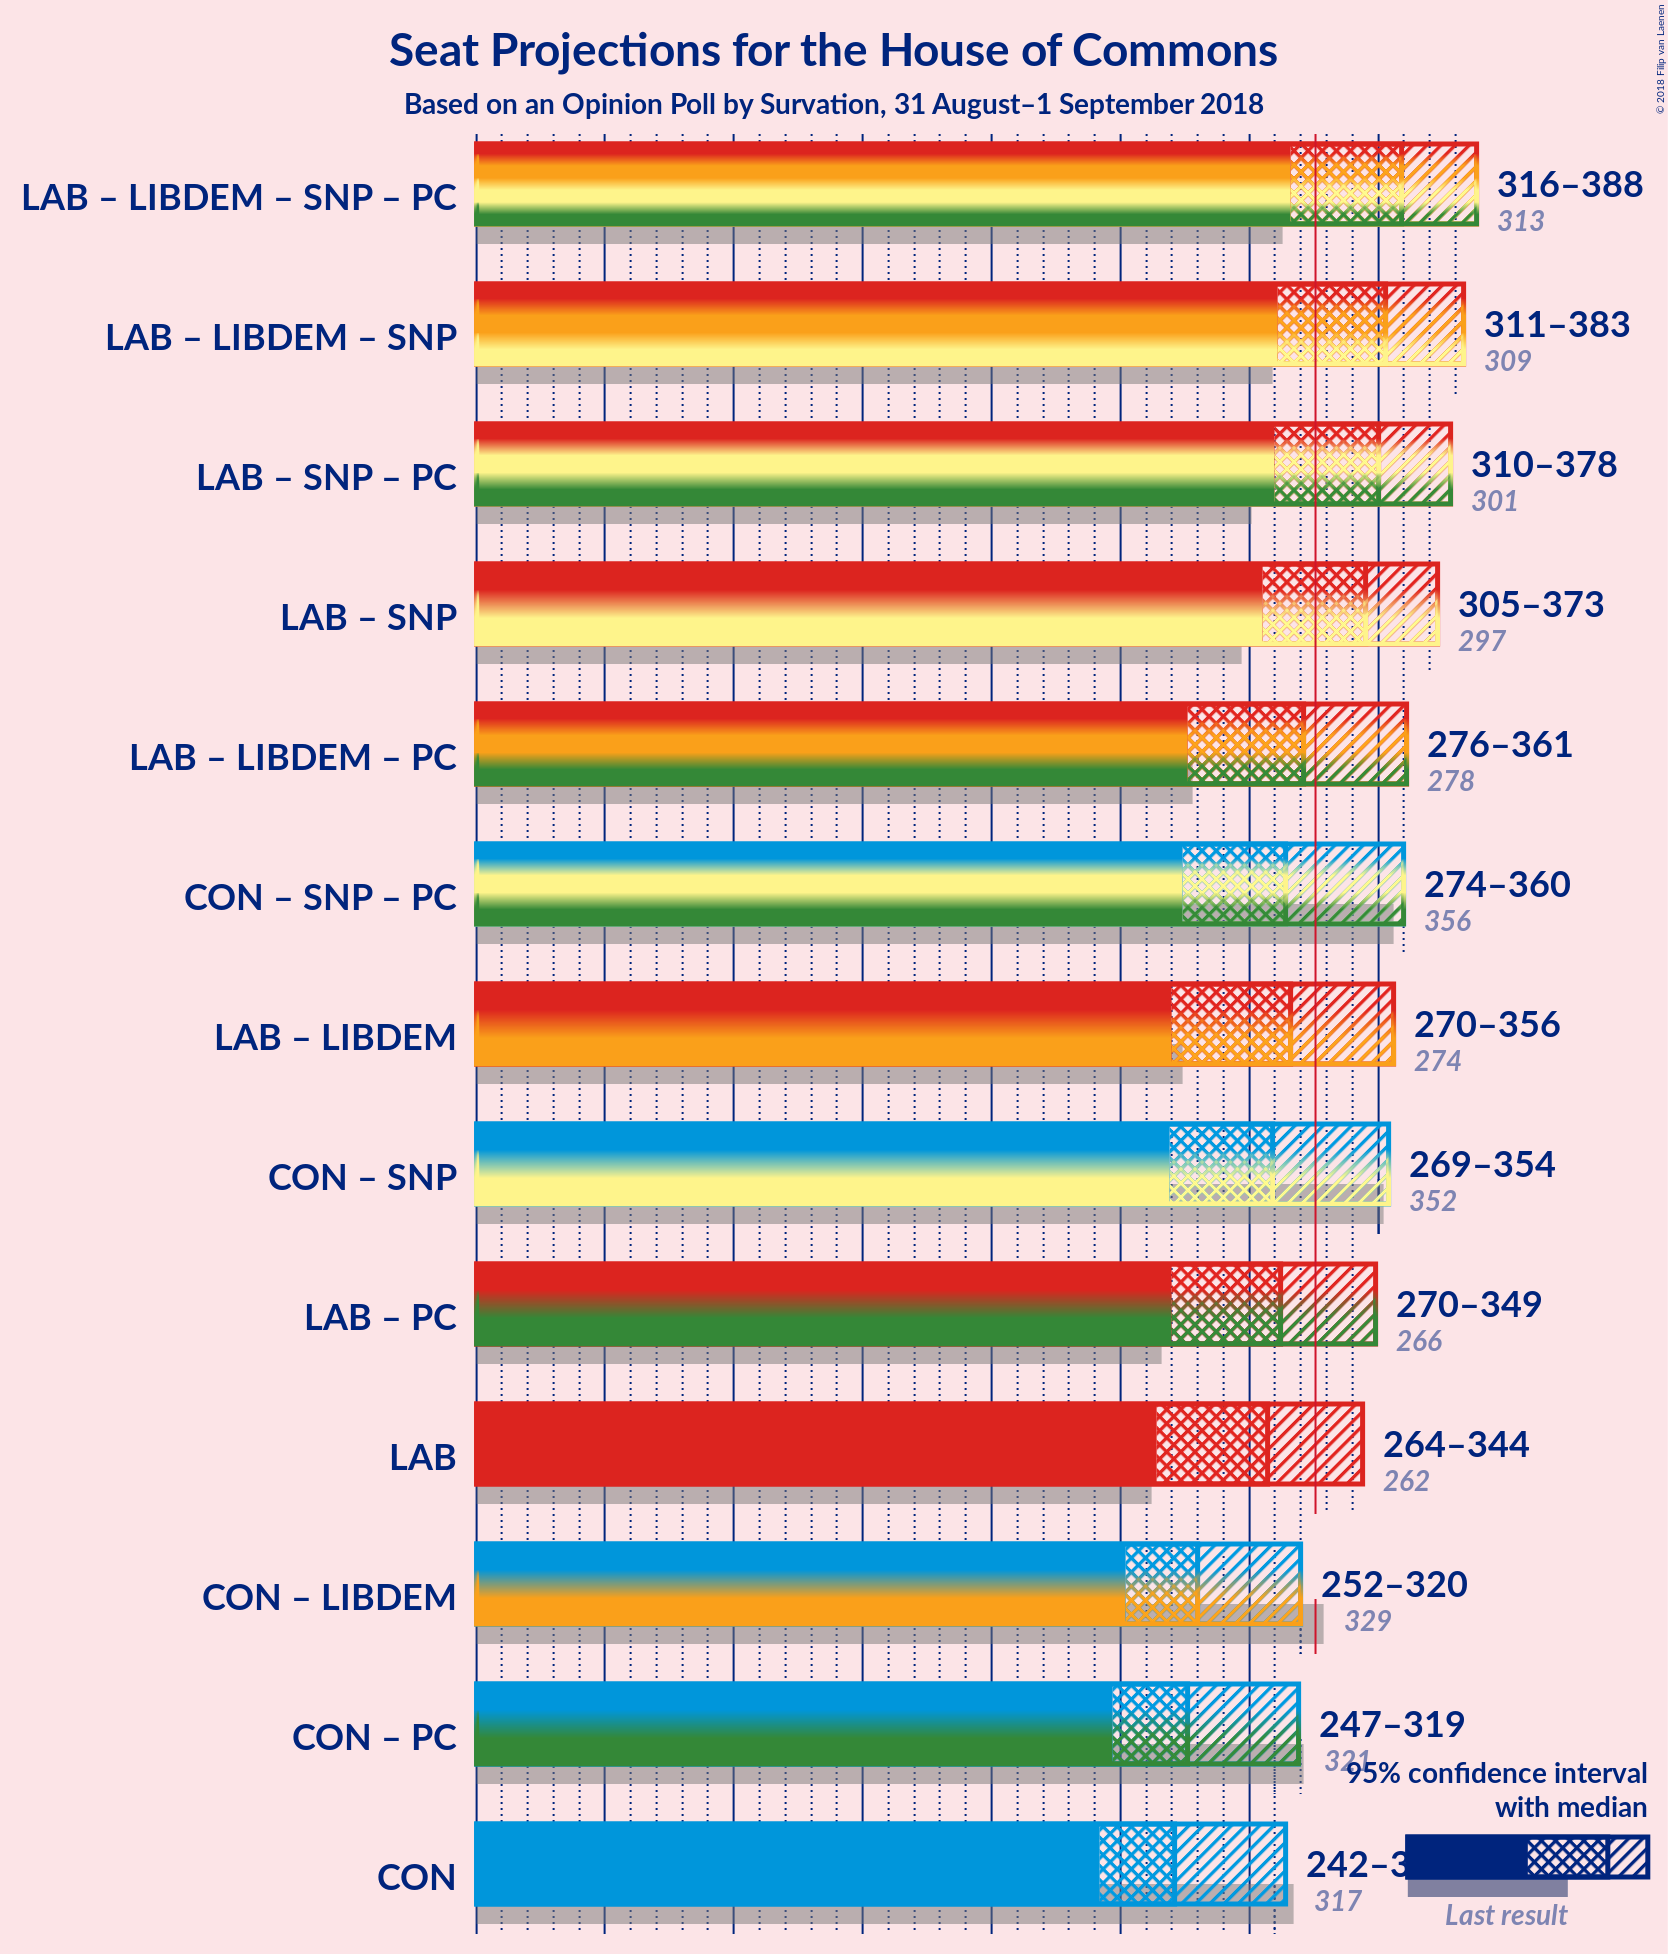 Seat Projections for the House of Commons
Based on an Opinion Poll by Survation, 31 August–1 September 2018
© 2018 Filip van Laenen
LAB – LIBDEM – SNP – PC
316–388
313
LAB – LIBDEM – SNP
311–383
309
LAB – SNP – PC
310–378
301
LAB – SNP
305–373
297
LAB – LIBDEM – PC
276–361
278
CON – SNP – PC
274–360
356
LAB – LIBDEM
270–356
274
CON – SNP
269–354
352
LAB – PC
270–349
266
LAB
264–344
262
CON – LIBDEM
252–320
329
CON – PC
247–319
321
95% confidence interval
with median
CON
242–3
317
Last result